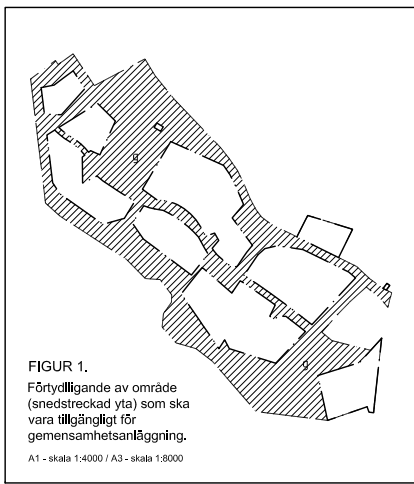 g
g
FIGUR 1.
Förtydligande av område
(snedstreckad yta) som ska
vara tillgängligt för
gemensamhetsanläggning.
A1 - skala 1:4000 / A3 - skala 1:8000